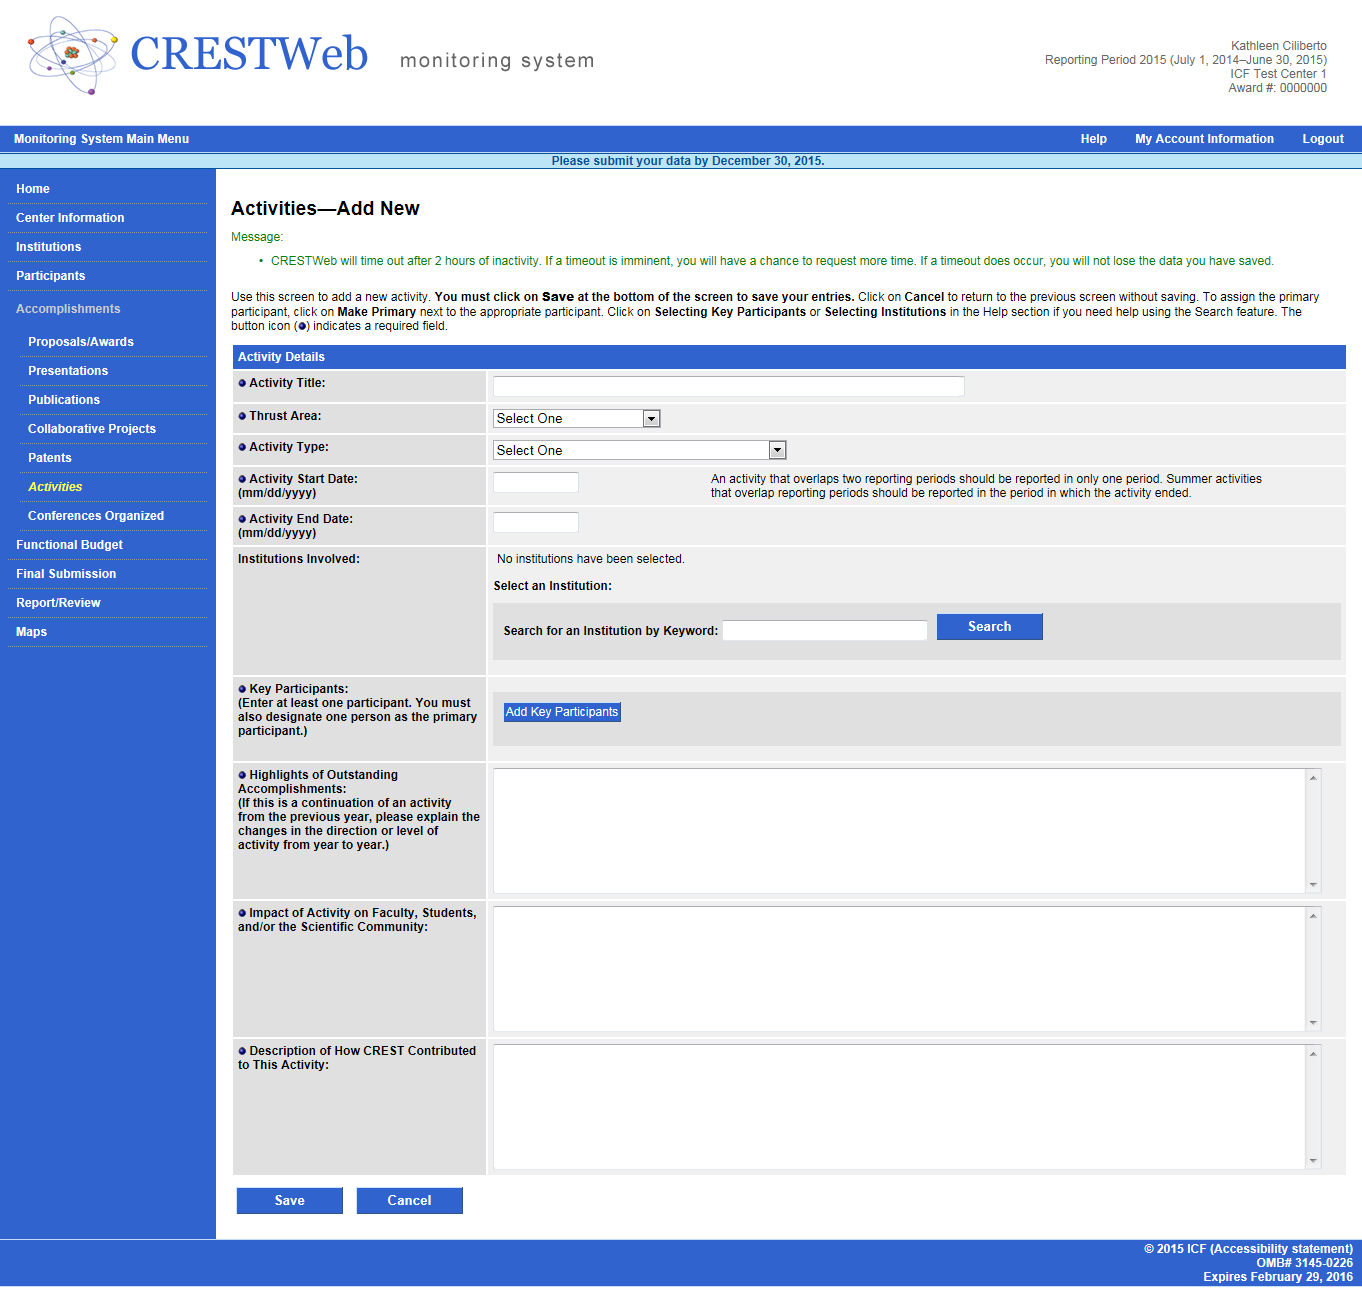 CRESTWeb monitoring system
Kathleen Ciliberto
Reporting Period 2015 (July 1, 2014–June 30, 2015)
ICF Test Center 1
Award #: 0000000
Monitoring System Main Menu
Help My Account Information Logout
Please submit your data by December 30, 2015.
Home
Center Information
Institutions
Participants
Accomplishments
Proposals/Awards
Presentations
Publications
Collaborative Projects
Patents
Activities
Conferences Organized
Functional Budget
Final Submission
Report/Review
Maps
Activities—Add New
Message:
• CRESTWeb will time out after 2 hours of inactivity. If a timeout is imminent, you will have a chance to request more time. If a timeout does occur, you will not lose the data you have saved.
Use this screen to add a new activity. You must click on Save at the bottom of the screen to save your entries. Click on Cancel to return to the previous screen without saving. To assign the primary
participant, click on Make Primary next to the appropriate participant. Click on Selecting Key Participants or Selecting Institutions in the Help section if you need help using the Search feature. The
button icon ( ) indicates a required field.
Activity Details
Activity Title:
Thrust Area:
Select One
Activity Type:
Select One
Activity Start Date:
(mm/dd/yyyy)
An activity that overlaps two reporting periods should be reported in only one period. Summer activities
that overlap reporting periods should be reported in the period in which the activity ended.
Activity End Date:
(mm/dd/yyyy)
Institutions Involved:
No institutions have been selected.
Select an Institution:
Search for an Institution by Keyword:
Search
Key Participants:
(Enter at least one participant. You must
also designate one person as the primary
participant.)
Add Key Participants
Highlights of Outstanding
Accomplishments:
(If this is a continuation of an activity
from the previous year, please explain the
changes in the direction or level of
activity from year to year.)
Impact of Activity on Faculty, Students,
and/or the Scientific Community:
Description of How CREST Contributed
to This Activity:
Save
Cancel
© 2015 ICF (Accessibility statement)
OMB# 3145-0226
Expires February 29, 2016